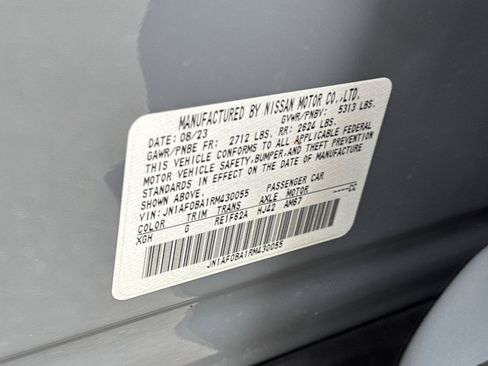 MANUFACTURED BY NISSAN MOTOR CO.,LTD.
DATE: 08/23 GVWR/PNBV: 5313 LBS.
GAWR/PNBE FR: 2712 LBS. RR: 2624 LBS.
THIS VEHICLE CONFORMS TO ALL APPLICABLE FEDERAL
MOTOR VEHICLE SAFETY,BUMPER,AND THEFT PREVENTION
STANDARDS IN EFFECT ON THE DATE OF MANUFACTURE
SHOWN ABOVE.
VIN: JN1AF0BA1RM430055 PASSENGER CAR
COLOR TRIM TRANS AXLE MOTOR -----CC
XGH G RE1F62A HJ42 AM67
JN1AF0BA1RM430055